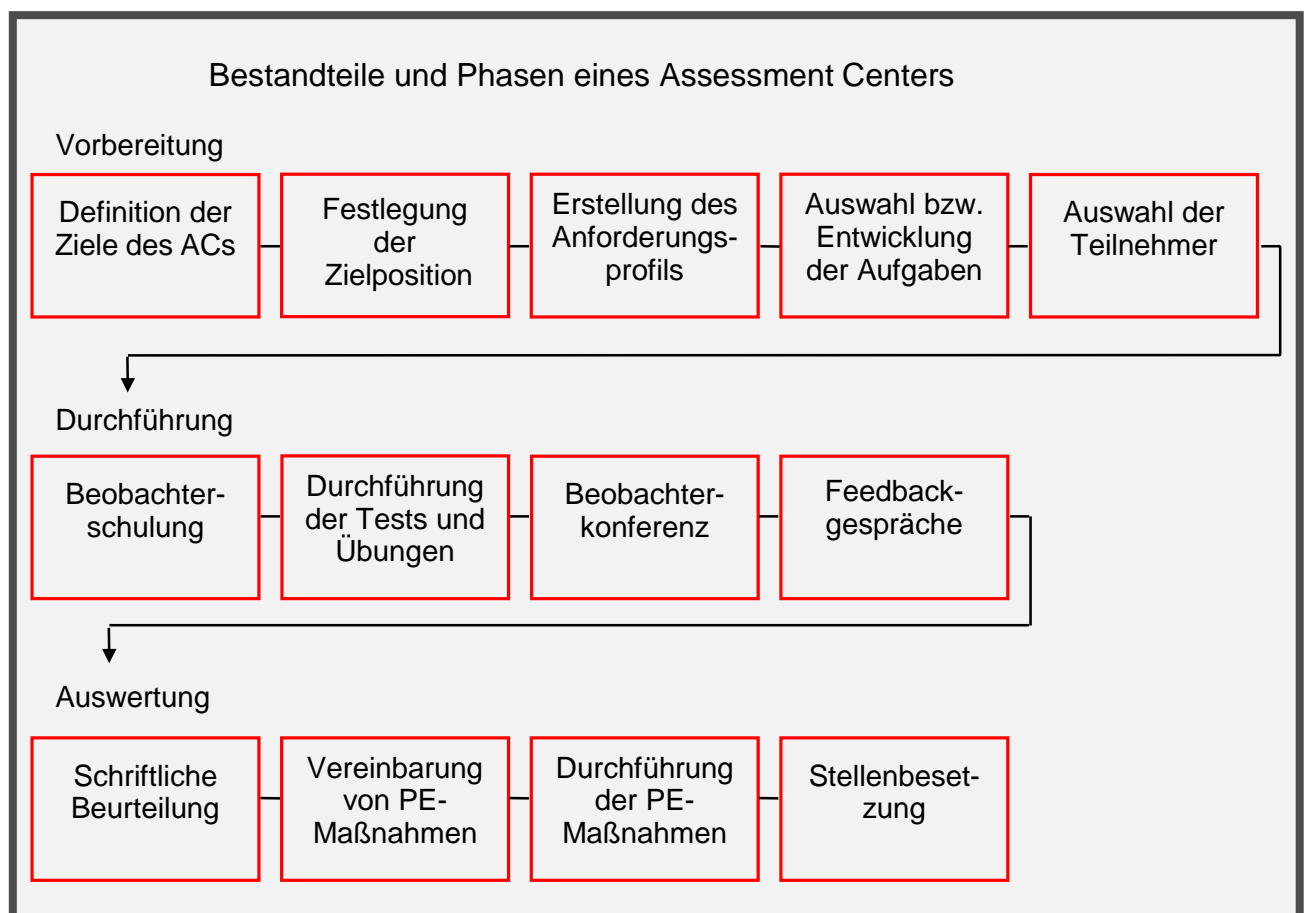 Bestandteile und Phasen eines Assessment Centers
Vorbereitung
Definition der
Ziele des ACs
Festlegung
der
Zielposition
Erstellung des
Anforderungs-
profils
Auswahl bzw.
Entwicklung
der Aufgaben
Auswahl der
Teilnehmer
Durchführung
Beobachter-
schulung
Durchführung
der Tests und
Übungen
Beobachter-
konferenz
Feedback-
gespräche
Auswertung
Schriftliche
Beurteilung
Vereinbarung
von PE-
Maßnahmen
Durchführung
der PE-
Maßnahmen
Stellenbeset-
zung